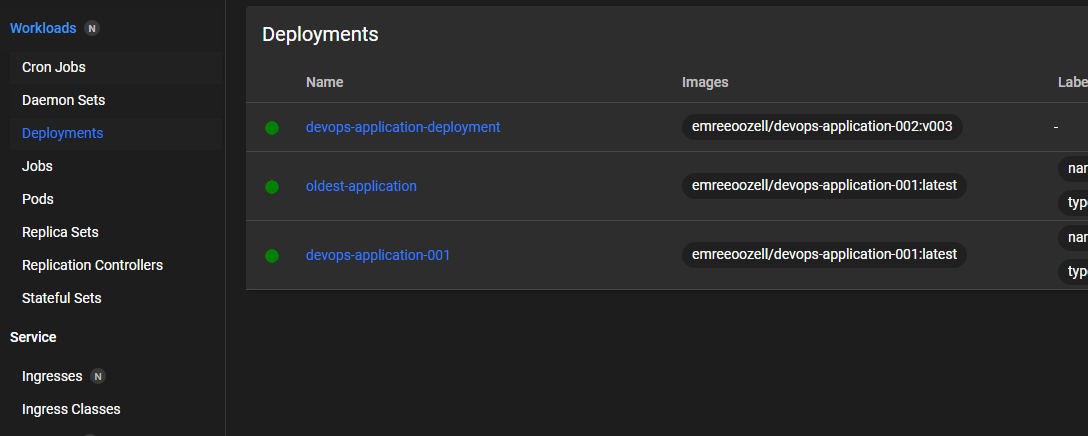 Workloads N
Cron Jobs
Daemon Sets
Deployments
Jobs
Pods
Replica Sets
Replication Controllers
Stateful Sets
Service
Ingresses N
Ingress Classes
Deployments
Name Images Labe
devops-application-deployment emreeoozell/devops-application-002:v003 -
oldest-application emreeoozell/devops-application-001:latest nar
type
devops-application-001 emreeoozell/devops-application-001:latest nar
type